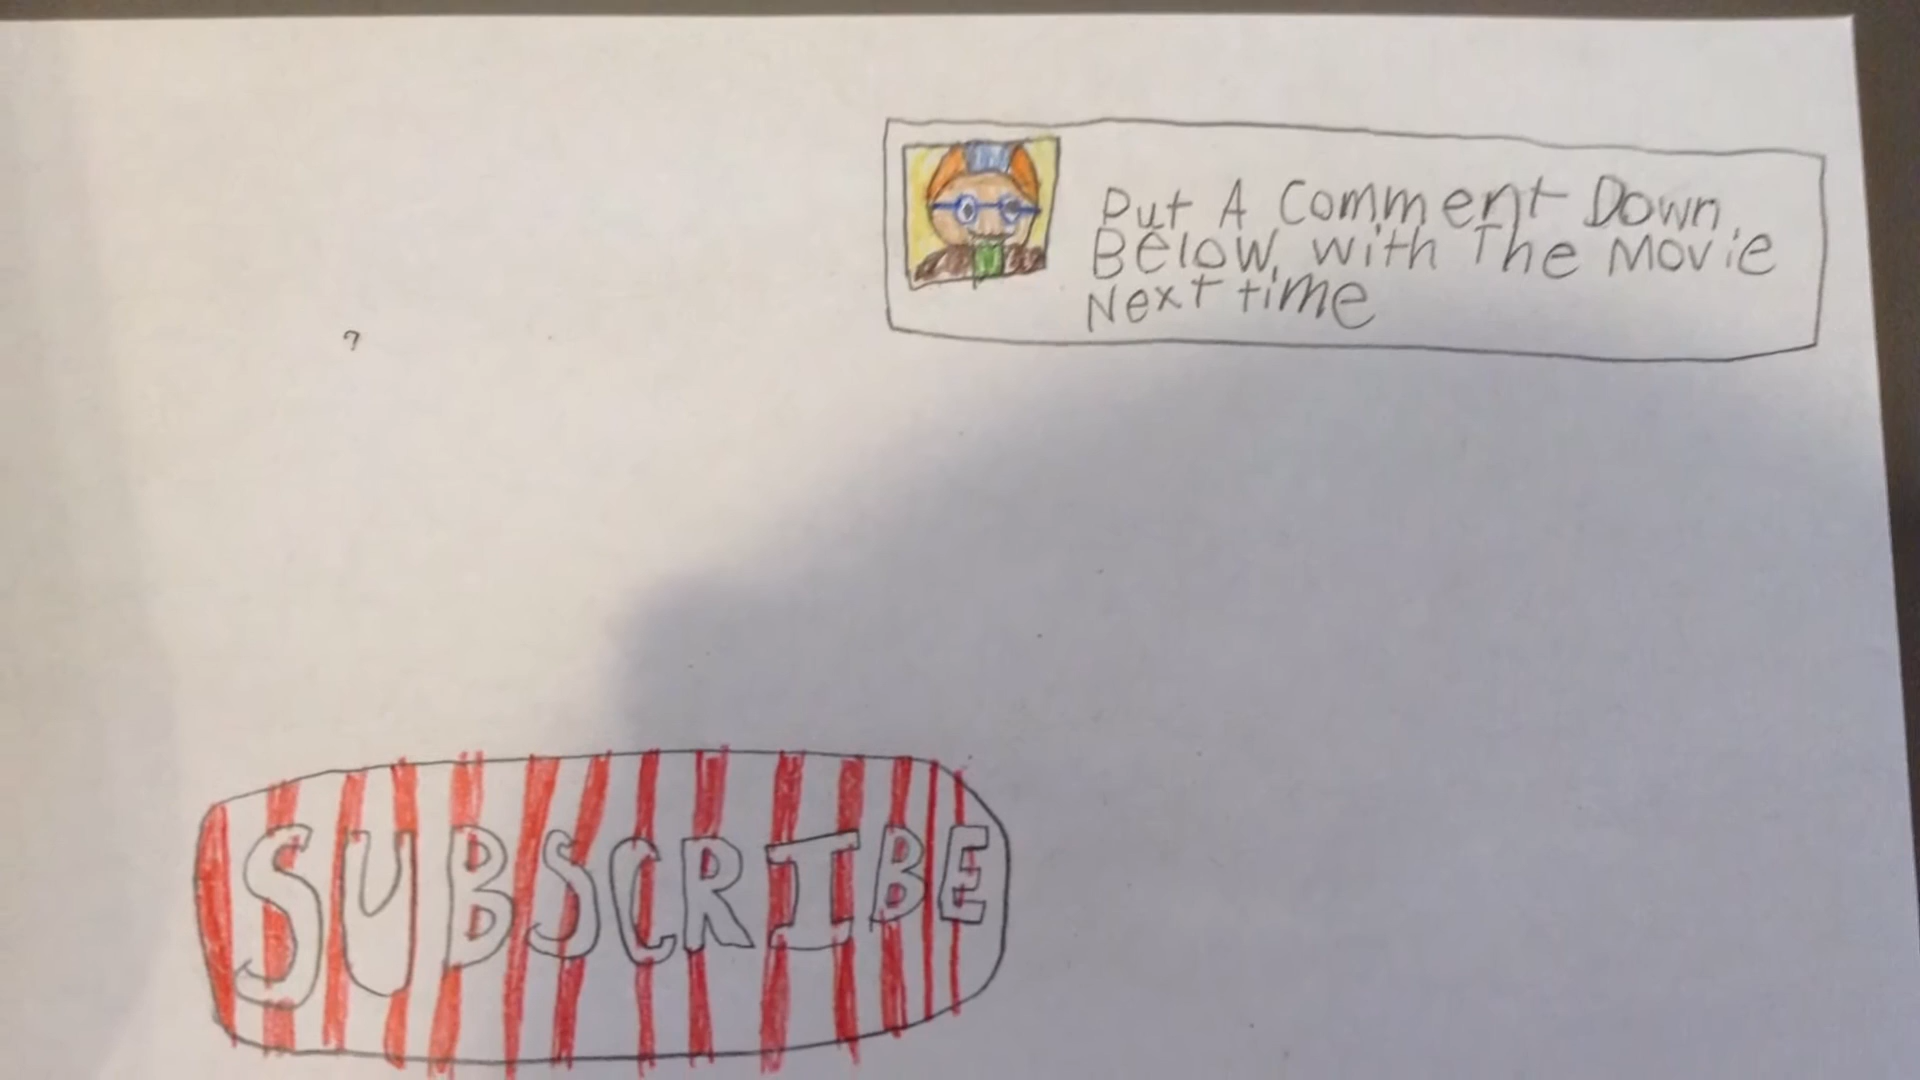 Put A Comment Down
Below, with The Movie
Next time
?
SUBSCRIBE